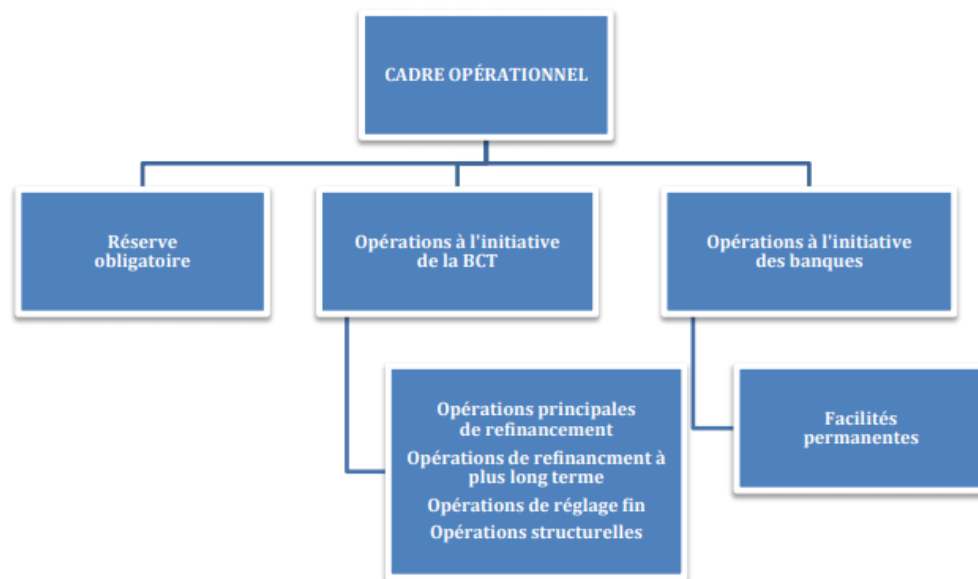 CADRE OPÉRATIONNEL
Réserve
obligatoire
Opérations à l'initiative
de la BCT
Opérations à l'initiative
des banques
Opérations principales
de refinancement
Opérations de refinancment à
plus long terme
Opérations de réglage fin
Opérations structurelles
Facilités
permanentes